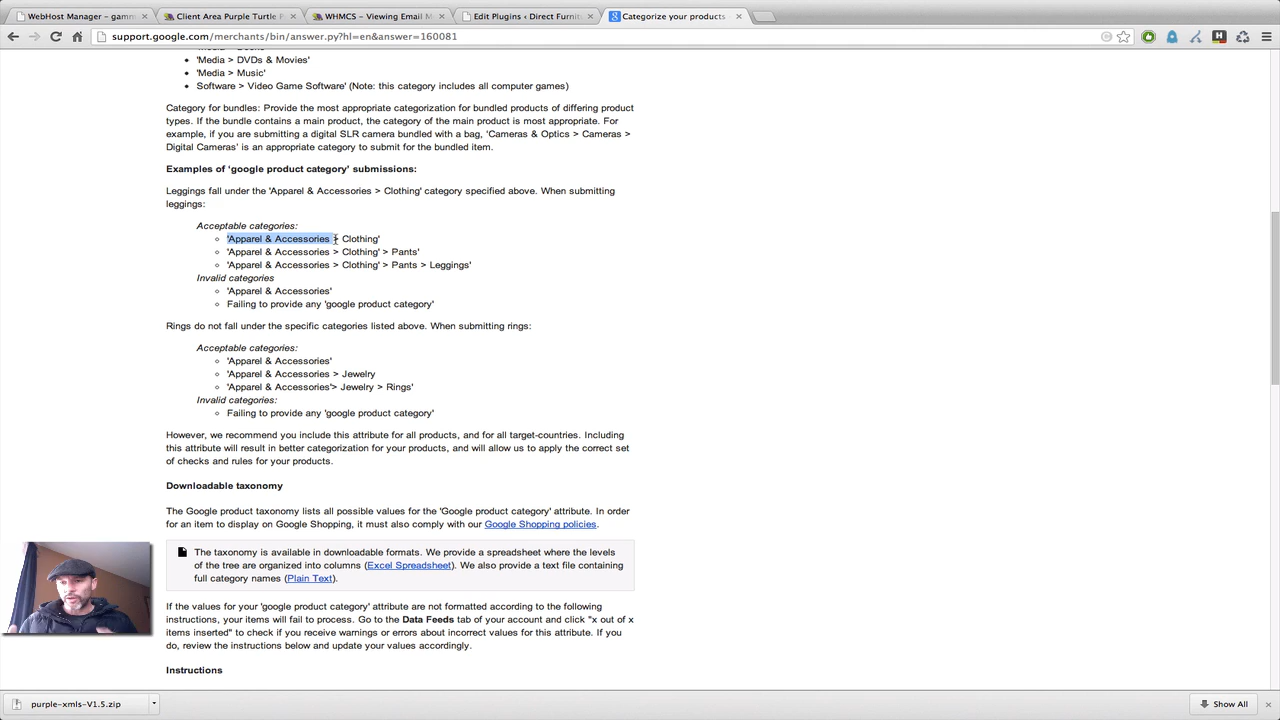 WebHost Manager - gamm
Client Area Purple Turtle P
WHMCS - Viewing Email M
Edit Plugins ‹ Direct Furnit
Categorize your products
support.google.com/merchants/bin/answer.py?hl=en&answer=160081
'Media > DVDs & Movies'
'Media > Music'
Software > Video Game Software' (Note: this category includes all computer games)
Category for bundles: Provide the most appropriate categorization for bundled products of differing product
types. If the bundle contains a main product, the category of the main product is most appropriate. For
example, if you are submitting a digital SLR camera bundled with a bag, 'Cameras & Optics > Cameras >
Digital Cameras' is an appropriate category to submit for the bundled item.
Examples of 'google product category' submissions:
Leggings fall under the 'Apparel & Accessories > Clothing' category specified above. When submitting
leggings:
Acceptable categories:
'Apparel & Accessories > Clothing'
'Apparel & Accessories > Clothing' > Pants'
'Apparel & Accessories > Clothing' > Pants > Leggings'
Invalid categories
'Apparel & Accessories'
Failing to provide any 'google product category'
Rings do not fall under the specific categories listed above. When submitting rings:
Acceptable categories:
'Apparel & Accessories'
'Apparel & Accessories > Jewelry
'Apparel & Accessories'> Jewelry > Rings'
Invalid categories:
Failing to provide any 'google product category'
However, we recommend you include this attribute for all products, and for all target-countries. Including
this attribute will result in better categorization for your products, and will allow us to apply the correct set
of checks and rules for your products.
Downloadable taxonomy
The Google product taxonomy lists all possible values for the 'Google product category' attribute. In order
for an item to display on Google Shopping, it must also comply with our Google Shopping policies.
The taxonomy is available in downloadable formats. We provide a spreadsheet where the levels
of the tree are organized into columns (Excel Spreadsheet). We also provide a text file containing
full category names (Plain Text).
If the values for your 'google product category' attribute are not formatted according to the following
instructions, your items will fail to process. Go to the Data Feeds tab of your account and click "x out of x
items inserted" to check if you receive warnings or errors about incorrect values for this attribute. If you
do, review the instructions below and update your values accordingly.
Instructions
purple-xmls-V1.5.zip
Show All